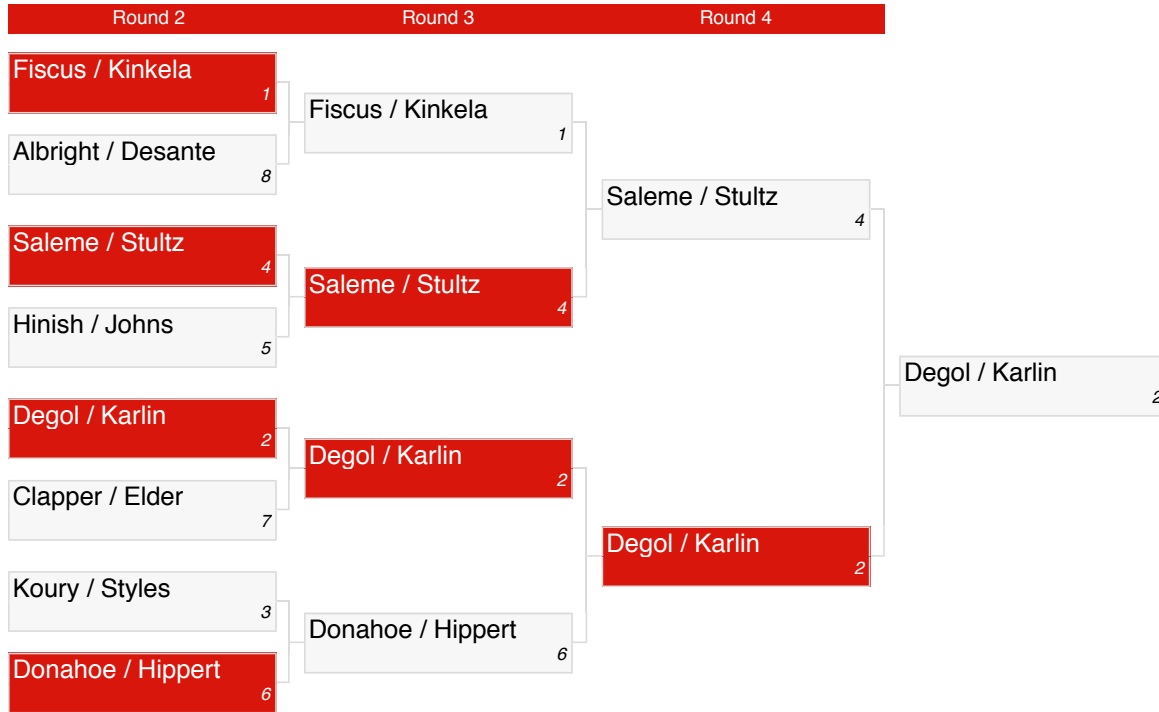 Round 2
Round 3
Round 4
Fiscus / Kinkela
1
Albright / Desante
8
Saleme / Stultz
4
Hinish / Johns
5
Degol / Karlin
2
Clapper / Elder
7
Koury / Styles
3
Donahoe / Hippert
6
Fiscus / Kinkela
1
Saleme / Stultz
4
Degol / Karlin
2
Donahoe / Hippert
6
Saleme / Stultz
4
Degol / Karlin
2
Degol / Karlin
2